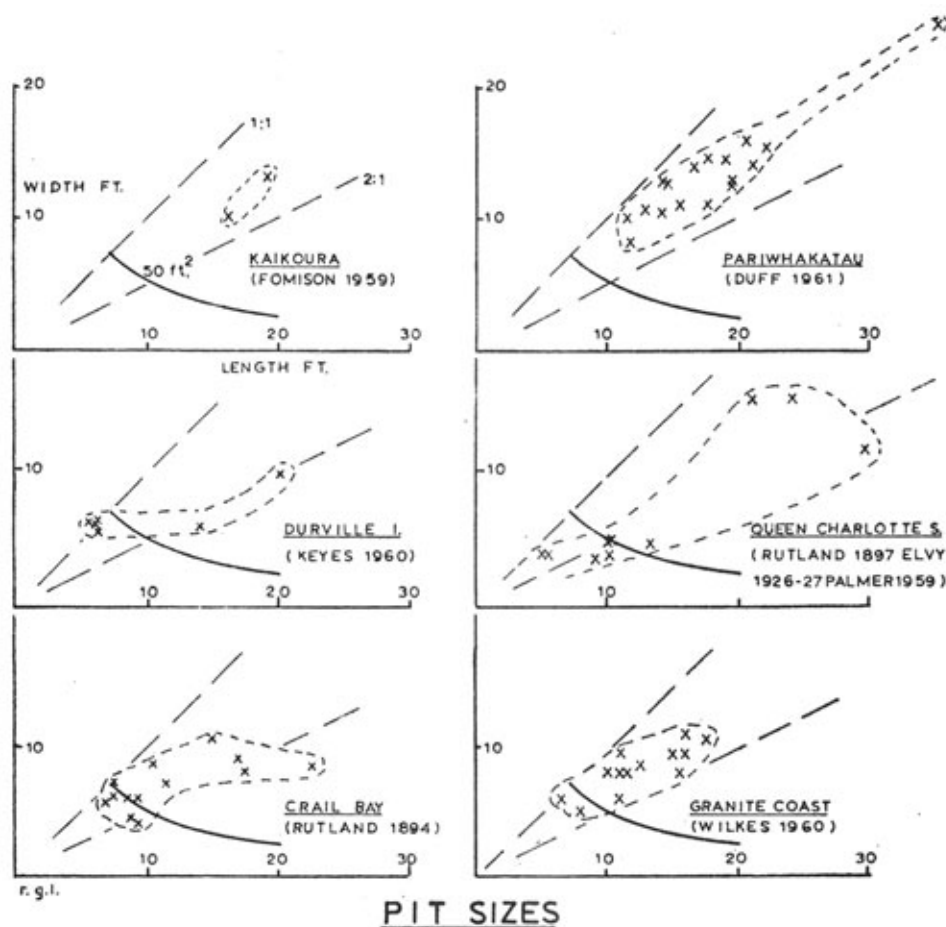 20
WIDTH FT.
10
1:1
2:1
50 ft.²
KAIKOURA
(FOMISON 1959)
10
20
30
LENGTH FT.
20
10
PARIWHAKATAU
(DUFF 1961)
10
20
30
10
DURVILLE I.
(KEYES 1960)
10
20
30
10
QUEEN CHARLOTTE S.
(RUTLAND 1897 ELVY
1926-27 PALMER 1959)
10
20
30
10
CRAIL BAY
(RUTLAND 1894)
10
20
30
10
GRANITE COAST
(WILKES 1960)
10
20
30
r.g.l.
PIT SIZES